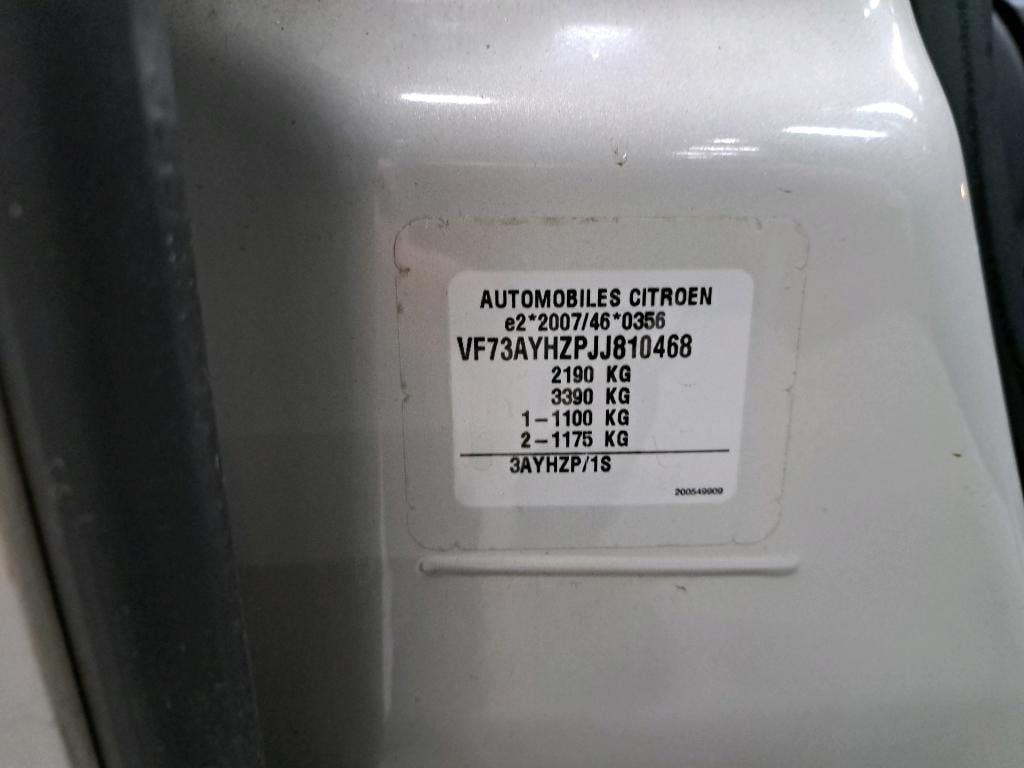 AUTOMOBILES CITROEN
e2*2007/46*0356
VF73AYHZPJJ810468
2190 KG
3390 KG
1-1100 KG
2-1175 KG
3AYHZP/1S
200549909